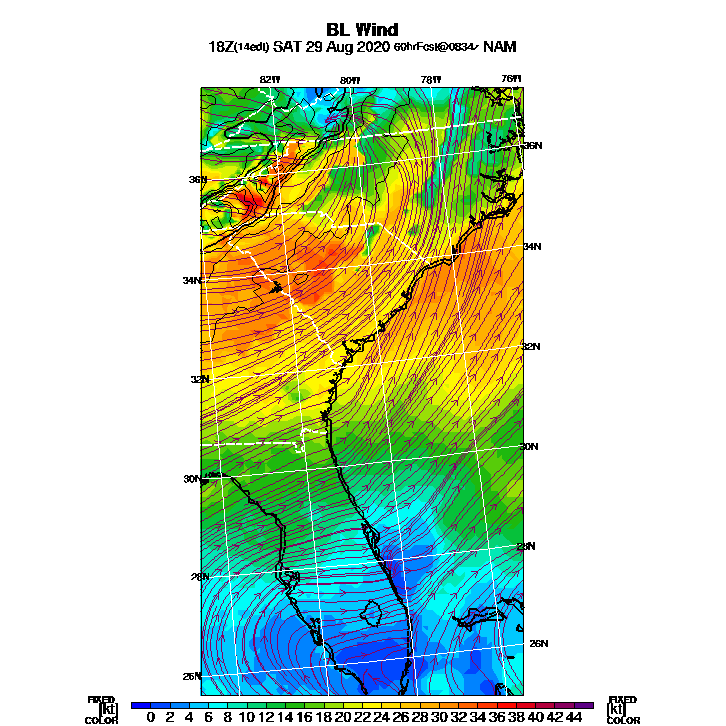 BL Wind
18Z(14edt) SAT 29 Aug 2020 60hrFcst@0834z NAM
82W 80W 78W 76W
36N
36N
34N
34N
32N
32N
30N
30N
28N
28N
26N
26N
FIXED FIXED
[kt] 0 2 4 6 8 10 12 14 16 18 20 22 24 26 28 30 32 34 36 38 40 42 44 [kt]
COLOR COLOR